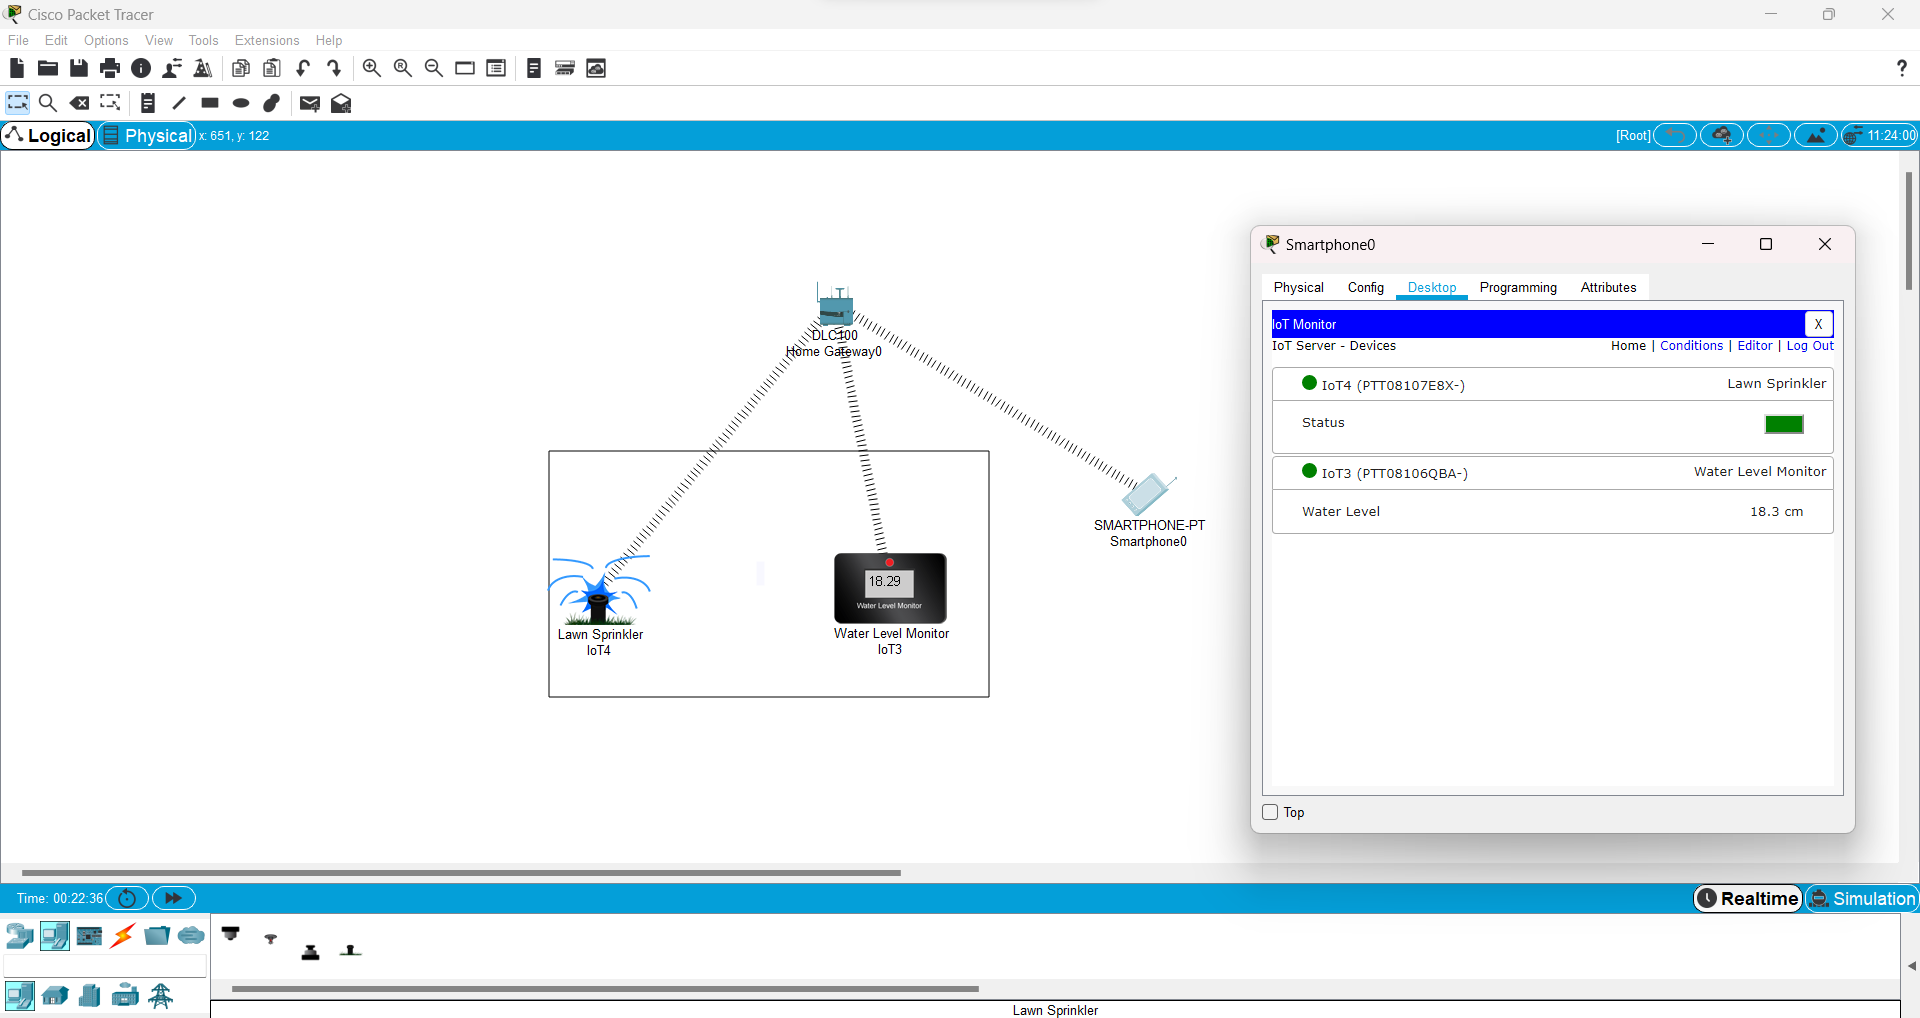 Cisco Packet Tracer
File Edit Options View Tools Extensions Help
?
Logical Physical x: 651, y: 122 [Root] 11:24:00
DLC100
Home Gateway0
SMARTPHONE-PT
Smartphone0
18.29
Water Level Monitor
Lawn Sprinkler
IoT4
Water Level Monitor
IoT3
Smartphone0
Physical Config Desktop Programming Attributes
IoT Monitor X
IoT Server - Devices Home | Conditions | Editor | Log Out
IoT4 (PTT08107E8X-) Lawn Sprinkler
Status
IoT3 (PTT08106QBA-) Water Level Monitor
Water Level 18.3 cm
Top
Time: 00:22:36 Realtime Simulation
Lawn Sprinkler